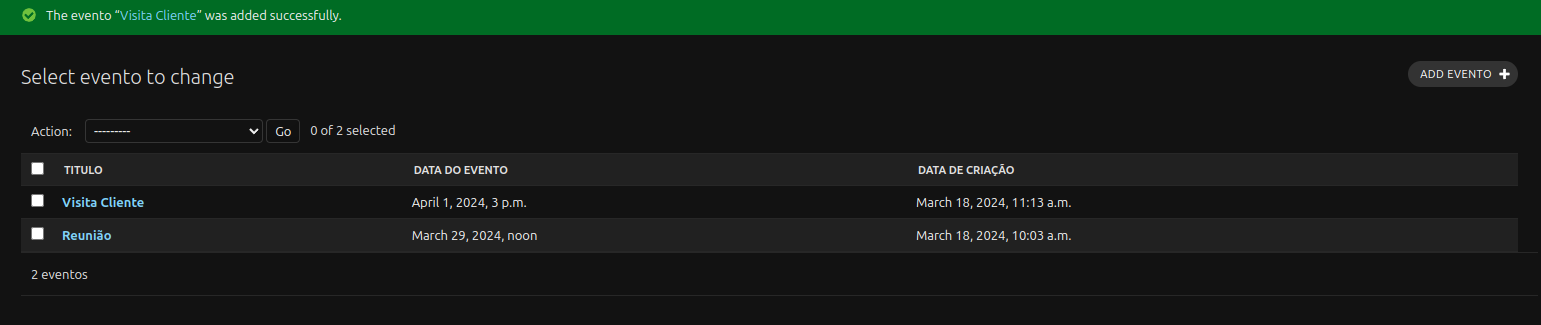 The evento “Visita Cliente” was added successfully.
Select evento to change
ADD EVENTO
Action: --------- Go 0 of 2 selected
TITULO DATA DO EVENTO DATA DE CRIAÇÃO
Visita Cliente April 1, 2024, 3 p.m. March 18, 2024, 11:13 a.m.
Reunião March 29, 2024, noon March 18, 2024, 10:03 a.m.
2 eventos